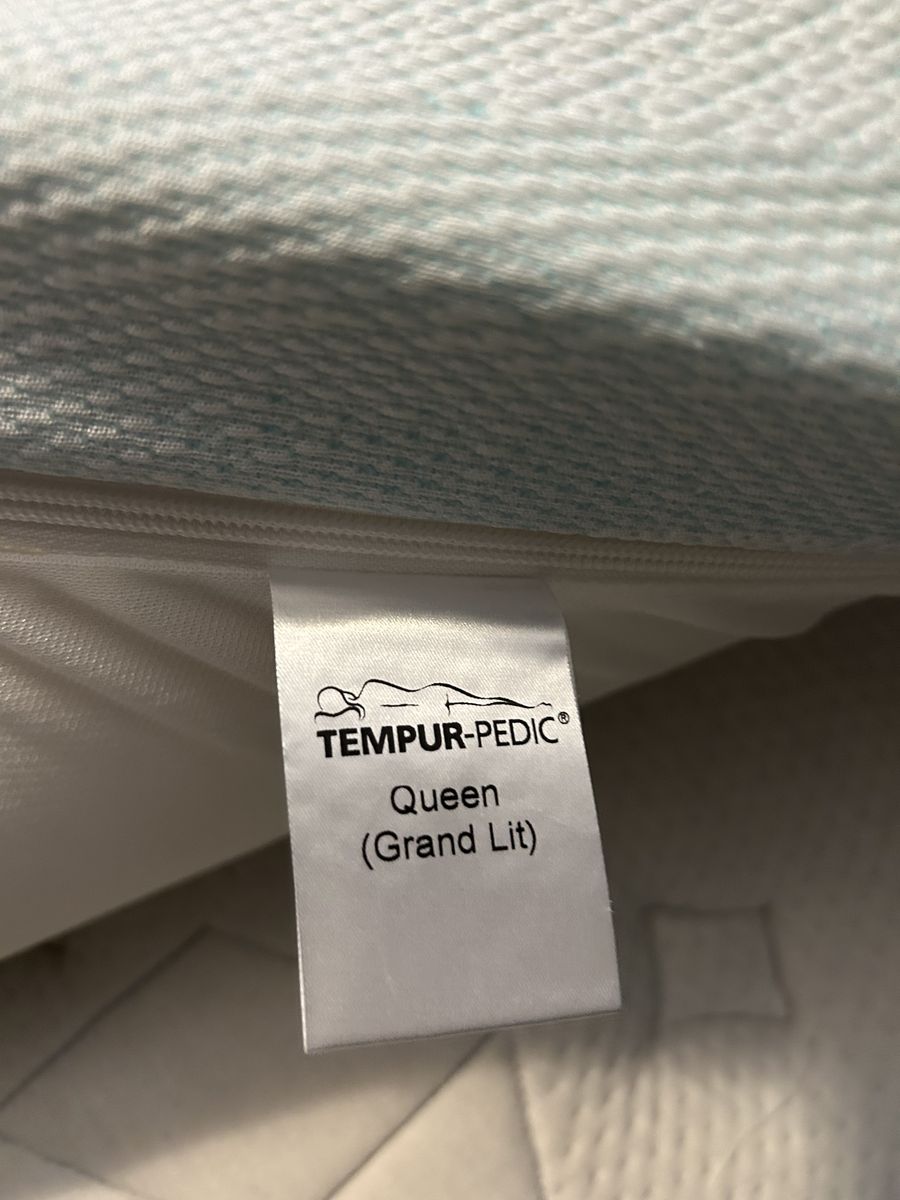 TEMPUR-PEDIC®
Queen
(Grand Lit)